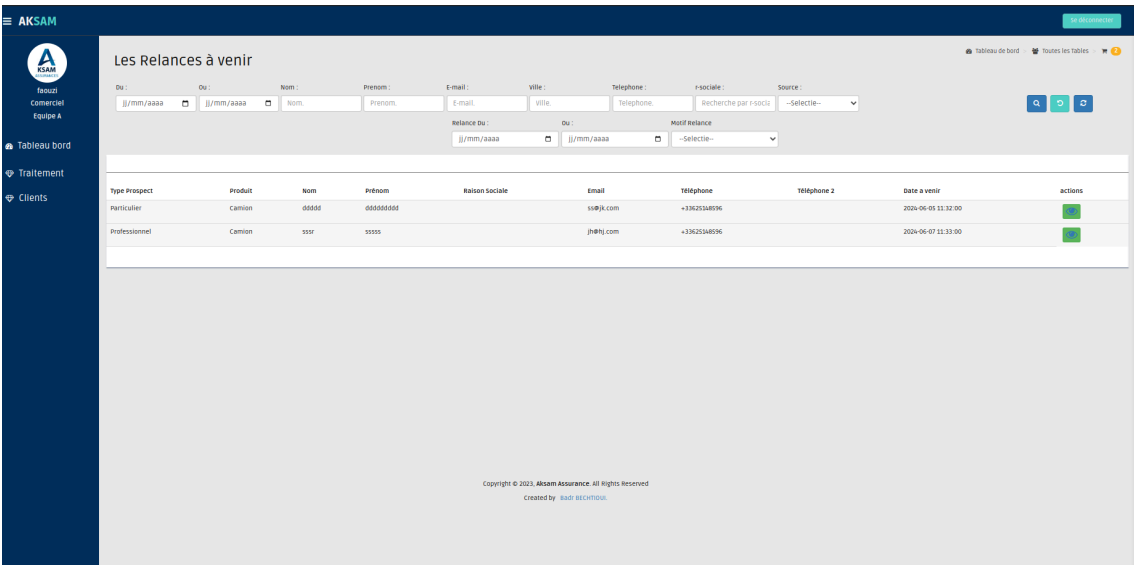 AKSAM
Se déconnecter
KSAM
ASSURANCES
faouzi
Comercial
Equipe A
Tableau bord
Traitement
Clients
Les Relances à venir
Tableau de bord
Toutes les Tables
2
Du :
Ou :
Nom :
Prenom :
E-mail :
Ville :
Telephone :
r-sociale :
Source :
jj/mm/aaaa
jj/mm/aaaa
Nom.
Prenom.
E-mail.
Ville.
Telephone.
Recherche par r-socia
--Selectie--
Relance Du :
Ou :
Motif Relance
jj/mm/aaaa
jj/mm/aaaa
--Selectie--
Type Prospect Produit Nom Prénom Raison Sociale Email Téléphone Téléphone 2 Date a venir actions
Particulier Camion ddddd ddddddddd ss@jk.com +33625148596 2024-06-05 11:32:00
Professionnel Camion sssr sssss jh@hj.com +33625148596 2024-06-07 11:33:00
Copyright © 2023, Aksam Assurance. All Rights Reserved
Created by Badr BECHTIOUI.